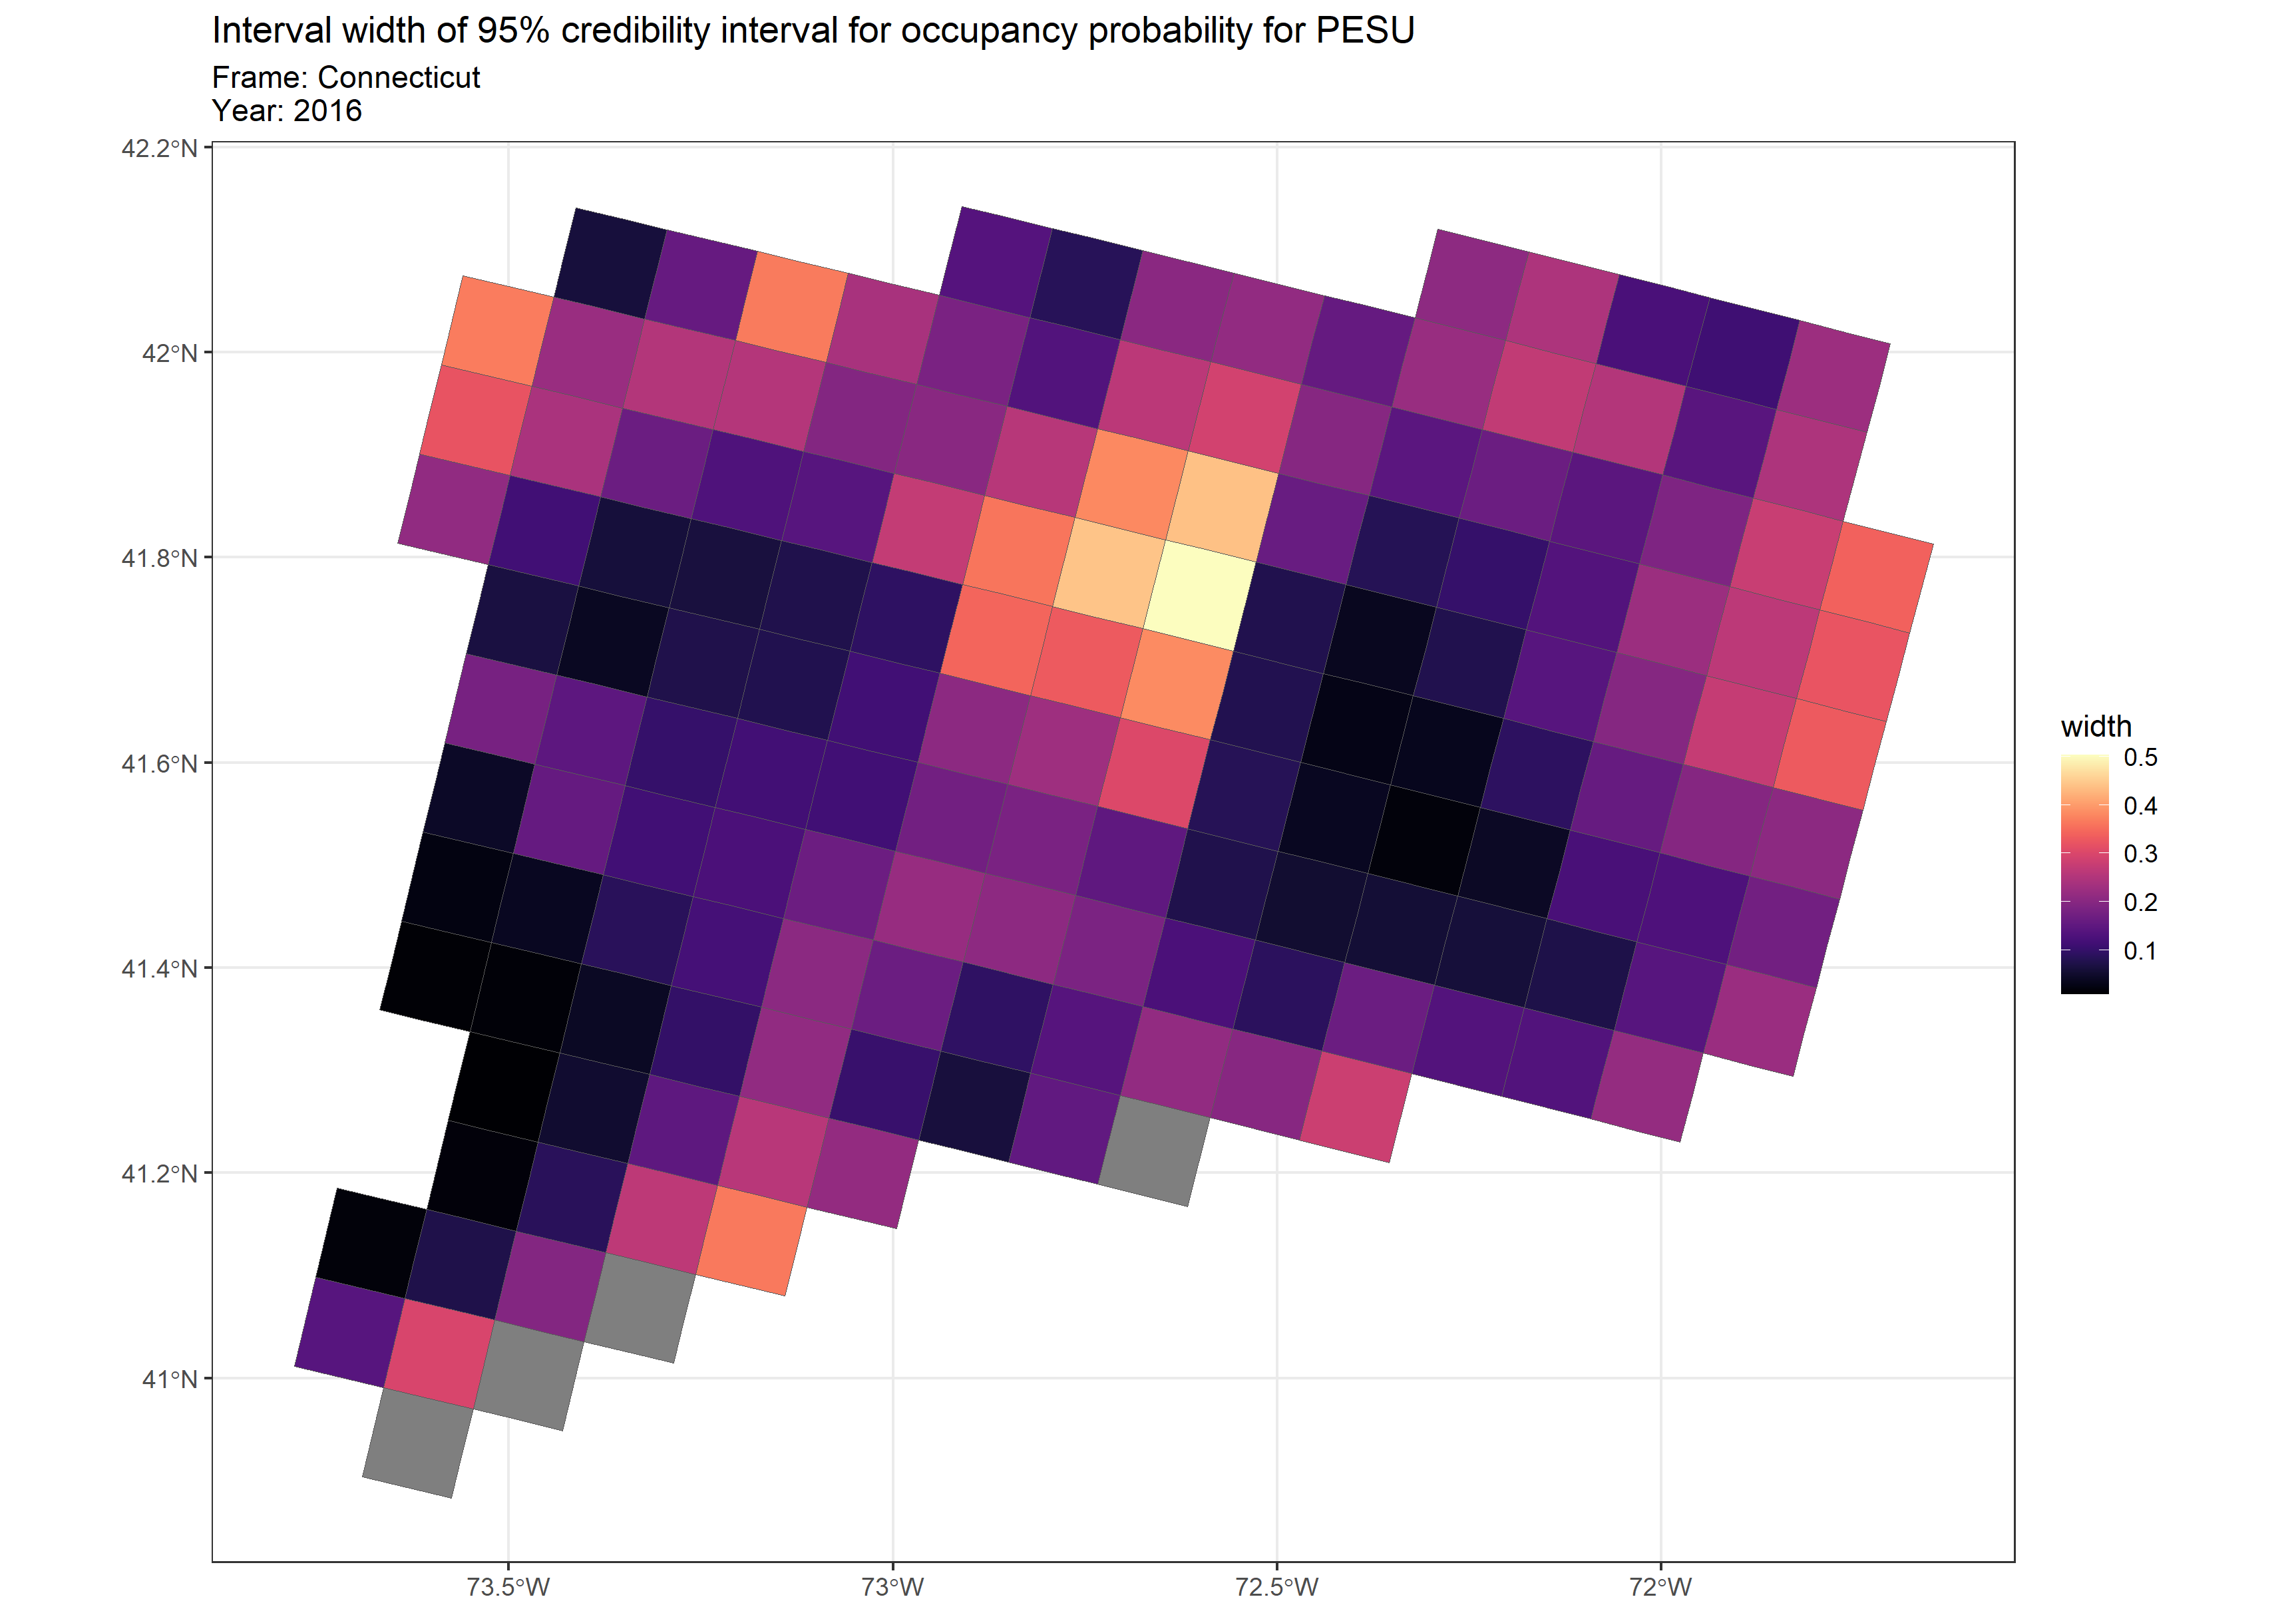 Interval width of 95% credibility interval for occupancy probability for PESU
Frame: Connecticut
Year: 2016
42.2°N
42°N
41.8°N
41.6°N
41.4°N
41.2°N
41°N
73.5°W
73°W
72.5°W
72°W
width
0.5
0.4
0.3
0.2
0.1